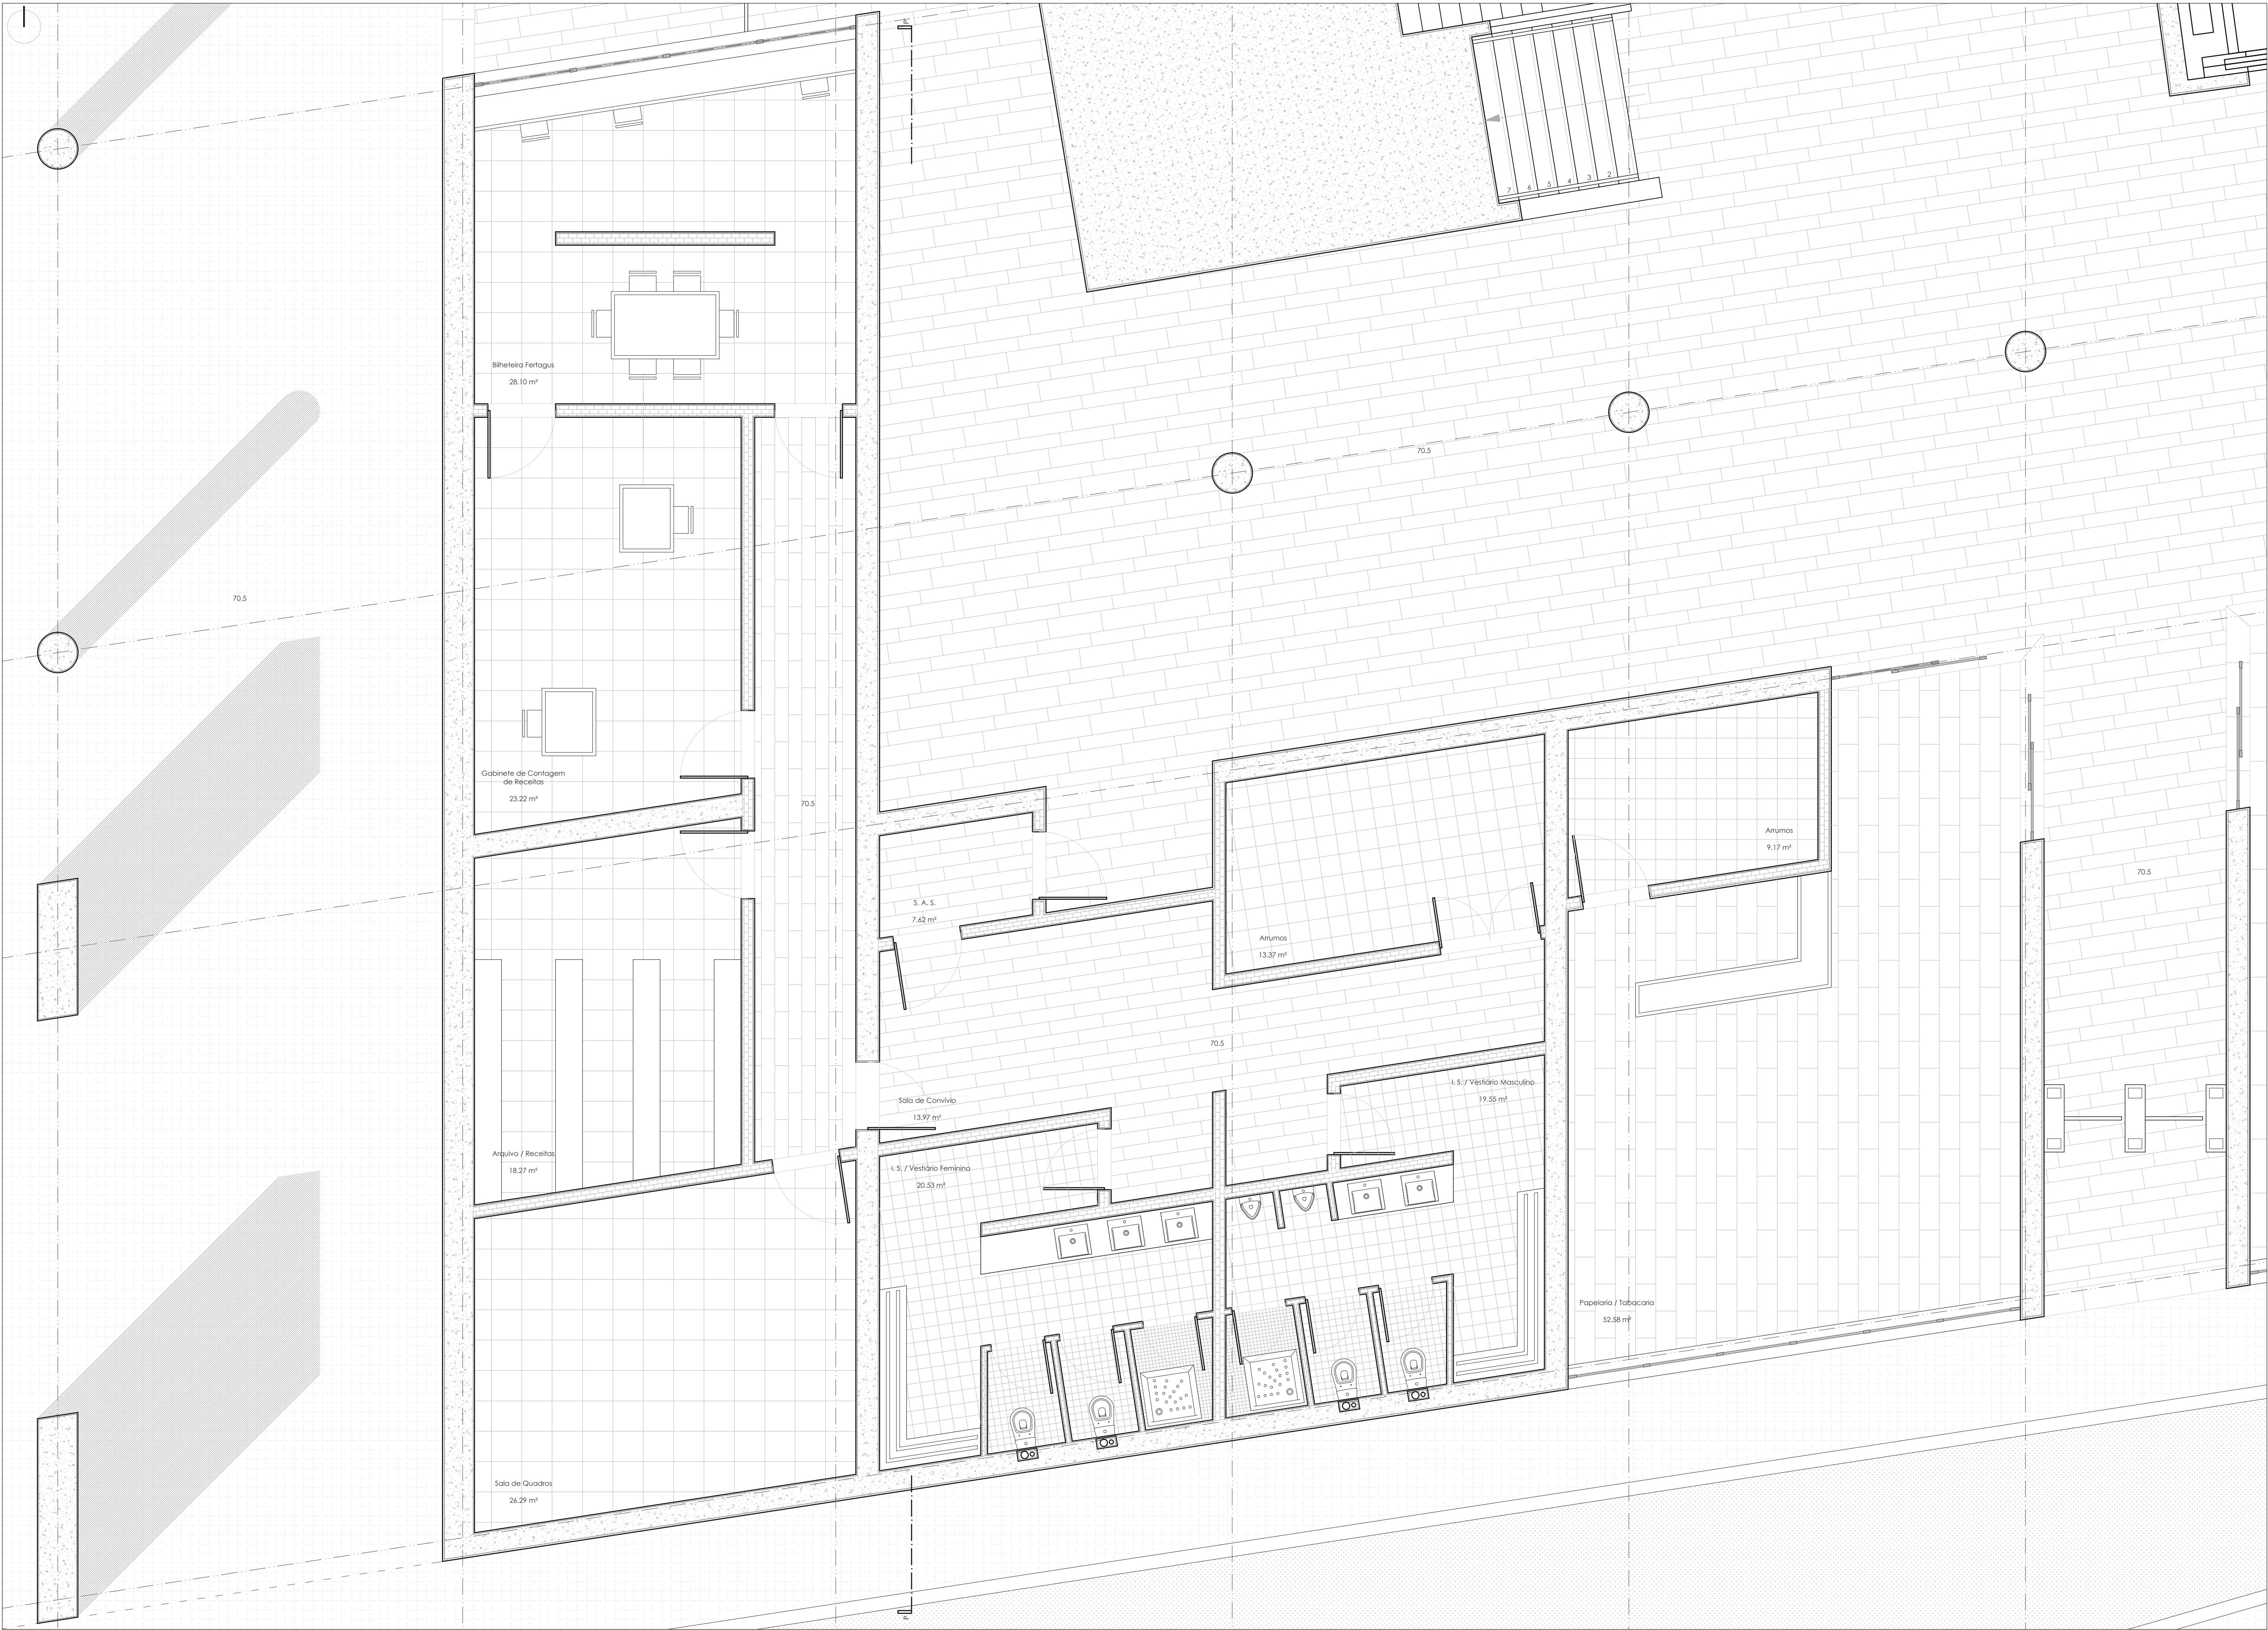 P'
7
6
5
4
3
2
Bilheteira Fertagus
28.10 m²
70.5
70.5
Gabinete de Contagem
de Receitas
23.22 m²
70.5
Arrumos
9.17 m²
70.5
S. A. S.
7.62 m²
Arrumos
13.37 m²
70.5
I. S. / Vestiário Masculino
19.55 m²
Sala de Convívio
13.97 m²
Arquivo / Receitas
18.27 m²
I. S. / Vestiário Feminino
20.53 m²
Papelaria / Tabacaria
52.58 m²
Sala de Quadros
26.29 m²